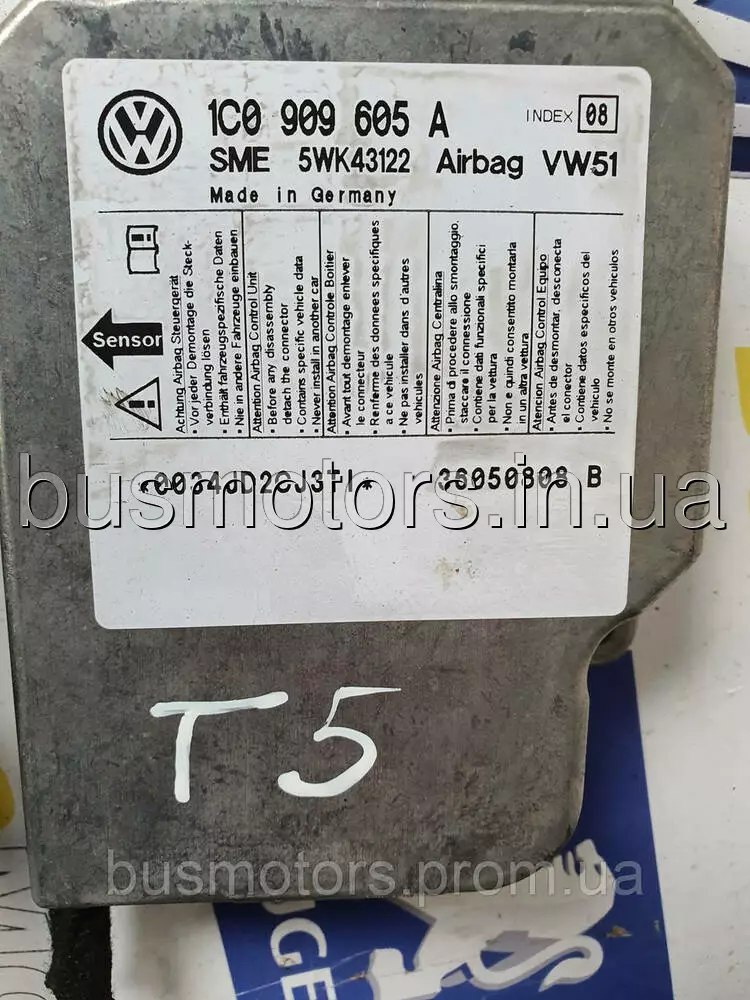 1C0 909 605 A
INDEX 08
SME 5WK43122 Airbag VW51
Made in Germany
Sensor
Achtung Airbag Steuergerät
• Vor jeder Demontage die Steck-
verbindung lösen
• Enthält fahrzeugspezifische Daten
• Nie in andere Fahrzeuge einbauen
Attention Airbag Control Unit
• Before any disassembly
detach the connector
• Contains specific vehicle data
• Never install in another car
Attention Airbag Controle Boitier
• Avant tout demontage enlever
le connecteur
• Renferme des donnees specifiques
a ce vehicule
• Ne pas installer dans d'autres
vehicules
Attenzione Airbag Centralina
• Prima di procedere allo smontaggio,
staccare il connessione
• Contiene dati funzionali specifici
per la vettura
• Non e quindi consentito montarla
in un altra vettura
Atencion Airbag Control Equipo
• Antes de desmontar, desconecta
el conector
• Contiene datos especificos del
vehiculo
• No se monte en otros vehiculos
36050808 B
busmotors.in.ua
T5
busmotors.prom.ua